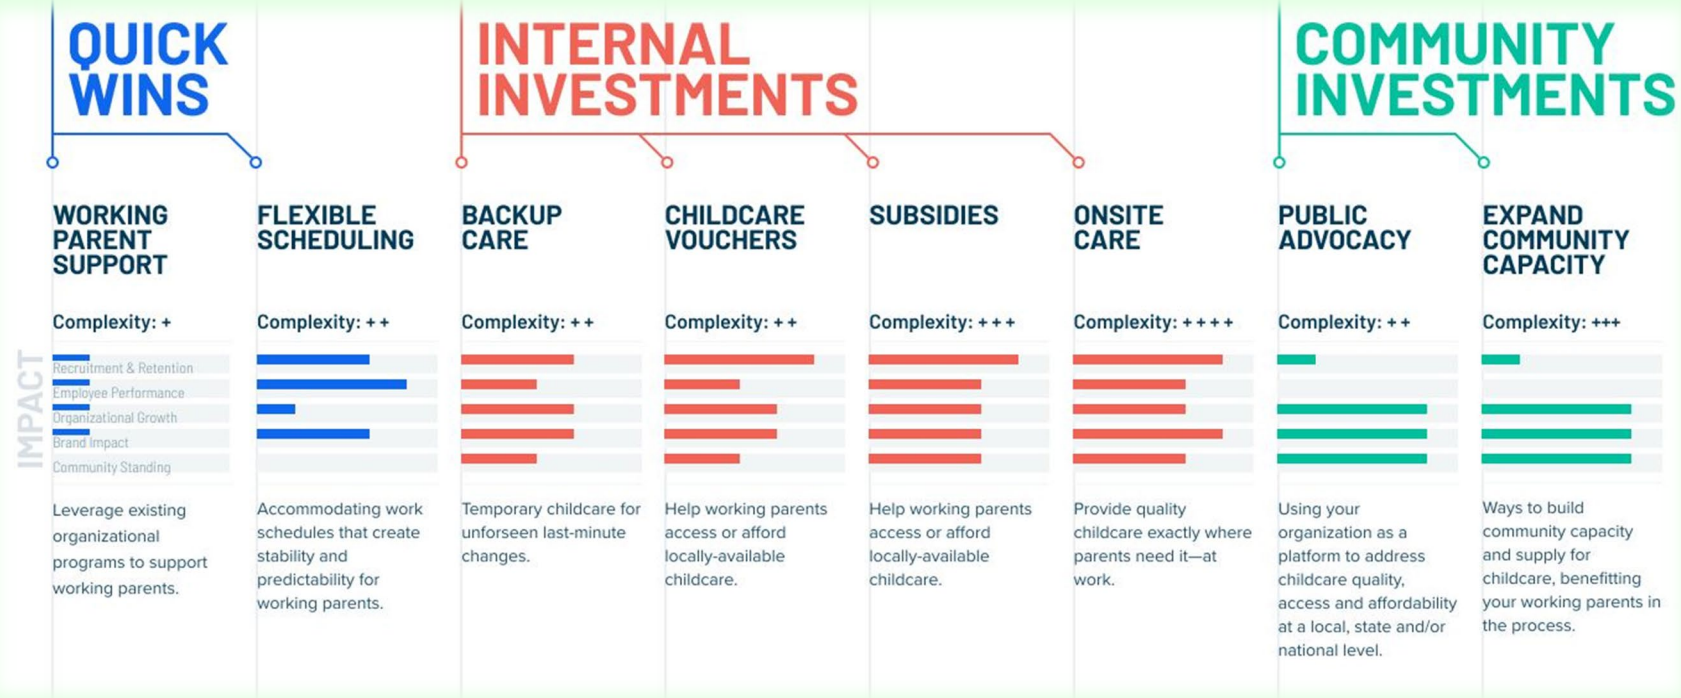 QUICK
WINS
INTERNAL
INVESTMENTS
COMMUNITY
INVESTMENTS
WORKING
PARENT
SUPPORT
FLEXIBLE
SCHEDULING
BACKUP
CARE
CHILDCARE
VOUCHERS
SUBSIDIES
ONSITE
CARE
PUBLIC
ADVOCACY
EXPAND
COMMUNITY
CAPACITY
Complexity: +
Complexity: + +
Complexity: + +
Complexity: + +
Complexity: + + +
Complexity: + + + +
Complexity: + +
Complexity: +++
IMPACT
Recruitment & Retention
Employee Performance
Organizational Growth
Brand Impact
Community Standing
Leverage existing
organizational
programs to support
working parents.
Accommodating work
schedules that create
stability and
predictability for
working parents.
Temporary childcare for
unforseen last-minute
changes.
Help working parents
access or afford
locally-available
childcare.
Help working parents
access or afford
locally-available
childcare.
Provide quality
childcare exactly where
parents need it—at
work.
Using your
organization as a
platform to address
childcare quality,
access and affordability
at a local, state and/or
national level.
Ways to build
community capacity
and supply for
childcare, benefitting
your working parents in
the process.